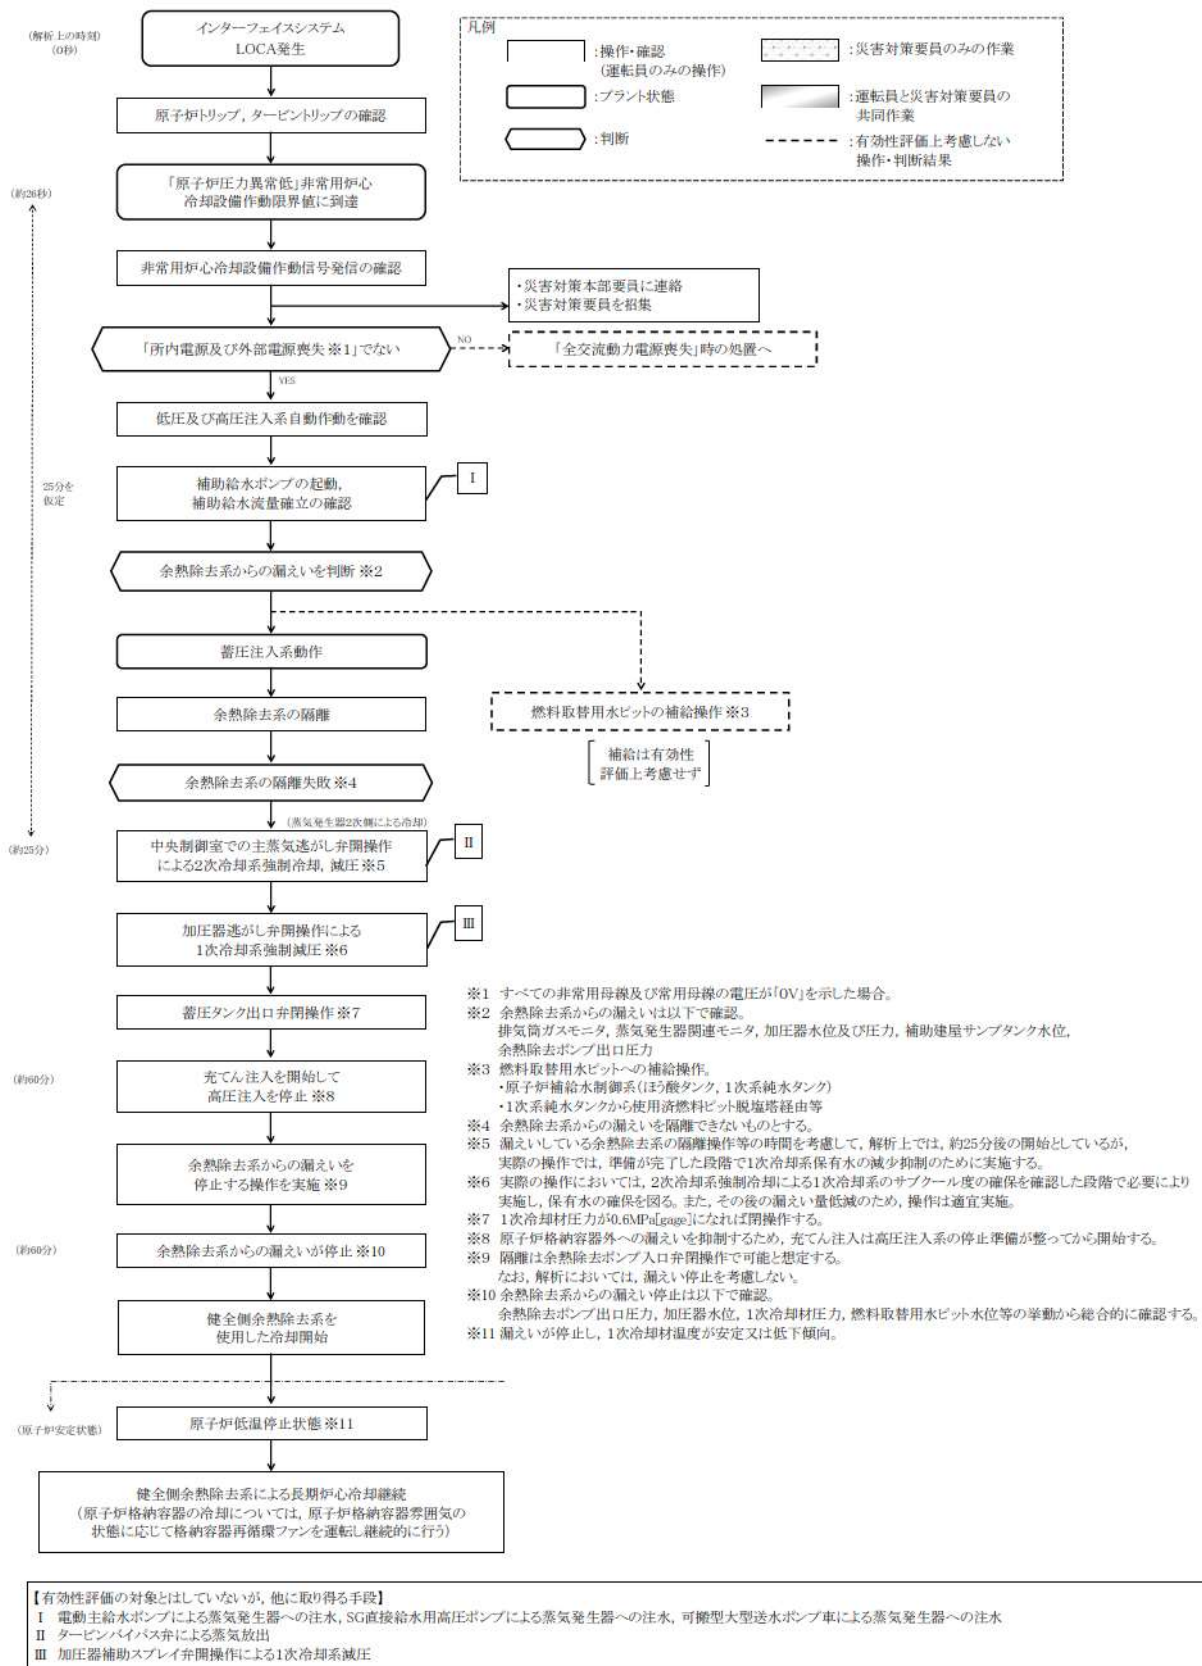 (解析上の時刻)
(0秒)
インターフェイスシステム
LOCA発生
原子炉トリップ, タービントリップの確認
(約26秒)
「原子炉圧力異常低」非常用炉心
冷却設備作動限界値に到達
非常用炉心冷却設備作動信号発信の確認
・災害対策本部要員に連絡
・災害対策要員を招集
「所内電源及び外部電源喪失※1」でない
NO
「全交流動力電源喪失」時の処置へ
YES
低圧及び高圧注入系自動作動を確認
25分を
仮定
補助給水ポンプの起動,
補助給水流量確立の確認
I
余熱除去系からの漏えいを判断※2
蓄圧注入系動作
余熱除去系の隔離
燃料取替用水ピットの補給操作※3
補給は有効性
評価上考慮せず
余熱除去系の隔離失敗※4
(蒸気発生器2次側による冷却)
(約25分)
中央制御室での主蒸気逃がし弁開操作
による2次冷却系強制冷却, 減圧※5
II
加圧器逃がし弁開操作による
1次冷却系強制減圧※6
III
蓄圧タンク出口弁閉操作※7
(約60分)
充てん注入を開始して
高圧注入を停止※8
余熱除去系からの漏えいを
停止する操作を実施※9
(約60分)
余熱除去系からの漏えいが停止※10
健全側余熱除去系を
使用した冷却開始
(原子炉安定状態)
原子炉低温停止状態※11
健全側余熱除去系による長期炉心冷却継続
(原子炉格納容器の冷却については, 原子炉格納容器雰囲気の
状態に応じて格納容器再循環ファンを運転し継続的に行う)
凡例
:操作・確認
(運転員のみの操作)
:プラント状態
:判断
:災害対策要員のみの作業
:運転員と災害対策要員の
共同作業
:有効性評価上考慮しない
操作・判断結果
※1 すべての非常用母線及び常用母線の電圧が「0V」を示した場合。
※2 余熱除去系からの漏えいは以下で確認。
排気筒ガスモニタ, 蒸気発生器関連モニタ, 加圧器水位及び圧力, 補助建屋サンプタンク水位,
余熱除去ポンプ出口圧力
※3 燃料取替用水ピットへの補給操作。
・原子炉補給水制御系(ほう酸タンク, 1次系純水タンク)
・1次系純水タンクから使用済燃料ピット脱塩塔経由等
※4 余熱除去系からの漏えいを隔離できないものとする。
※5 漏えいしている余熱除去系の隔離操作等の時間を考慮して, 解析上では, 約25分後の開始としているが,
実際の操作では, 準備が完了した段階で1次冷却系保有水の減少抑制のために実施する。
※6 実際の操作においては, 2次冷却系強制冷却による1次冷却系のサブクール度の確保を確認した段階で必要により
実施し, 保有水の確保を図る。また, その後の漏えい量低減のため, 操作は適宜実施。
※7 1次冷却材圧力が0.6MPa[gage]になれば閉操作する。
※8 原子炉格納容器外への漏えいを抑制するため, 充てん注入は高圧注入系の停止準備が整ってから開始する。
※9 隔離は余熱除去ポンプ入口弁閉操作で可能と想定する。
なお, 解析においては, 漏えい停止を考慮しない。
※10 余熱除去系からの漏えい停止は以下で確認。
余熱除去ポンプ出口圧力, 加圧器水位, 1次冷却材圧力, 燃料取替用水ピット水位等の挙動から総合的に確認する。
※11 漏えいが停止し, 1次冷却材温度が安定又は低下傾向。
【有効性評価の対象とはしていないが, 他に取り得る手段】
I 電動主給水ポンプによる蒸気発生器への注水, SG直接給水用高圧ポンプによる蒸気発生器への注水, 可搬型大型送水ポンプ車による蒸気発生器への注水
II タービンバイパス弁による蒸気放出
III 加圧器補助スプレイ弁開操作による1次冷却系減圧